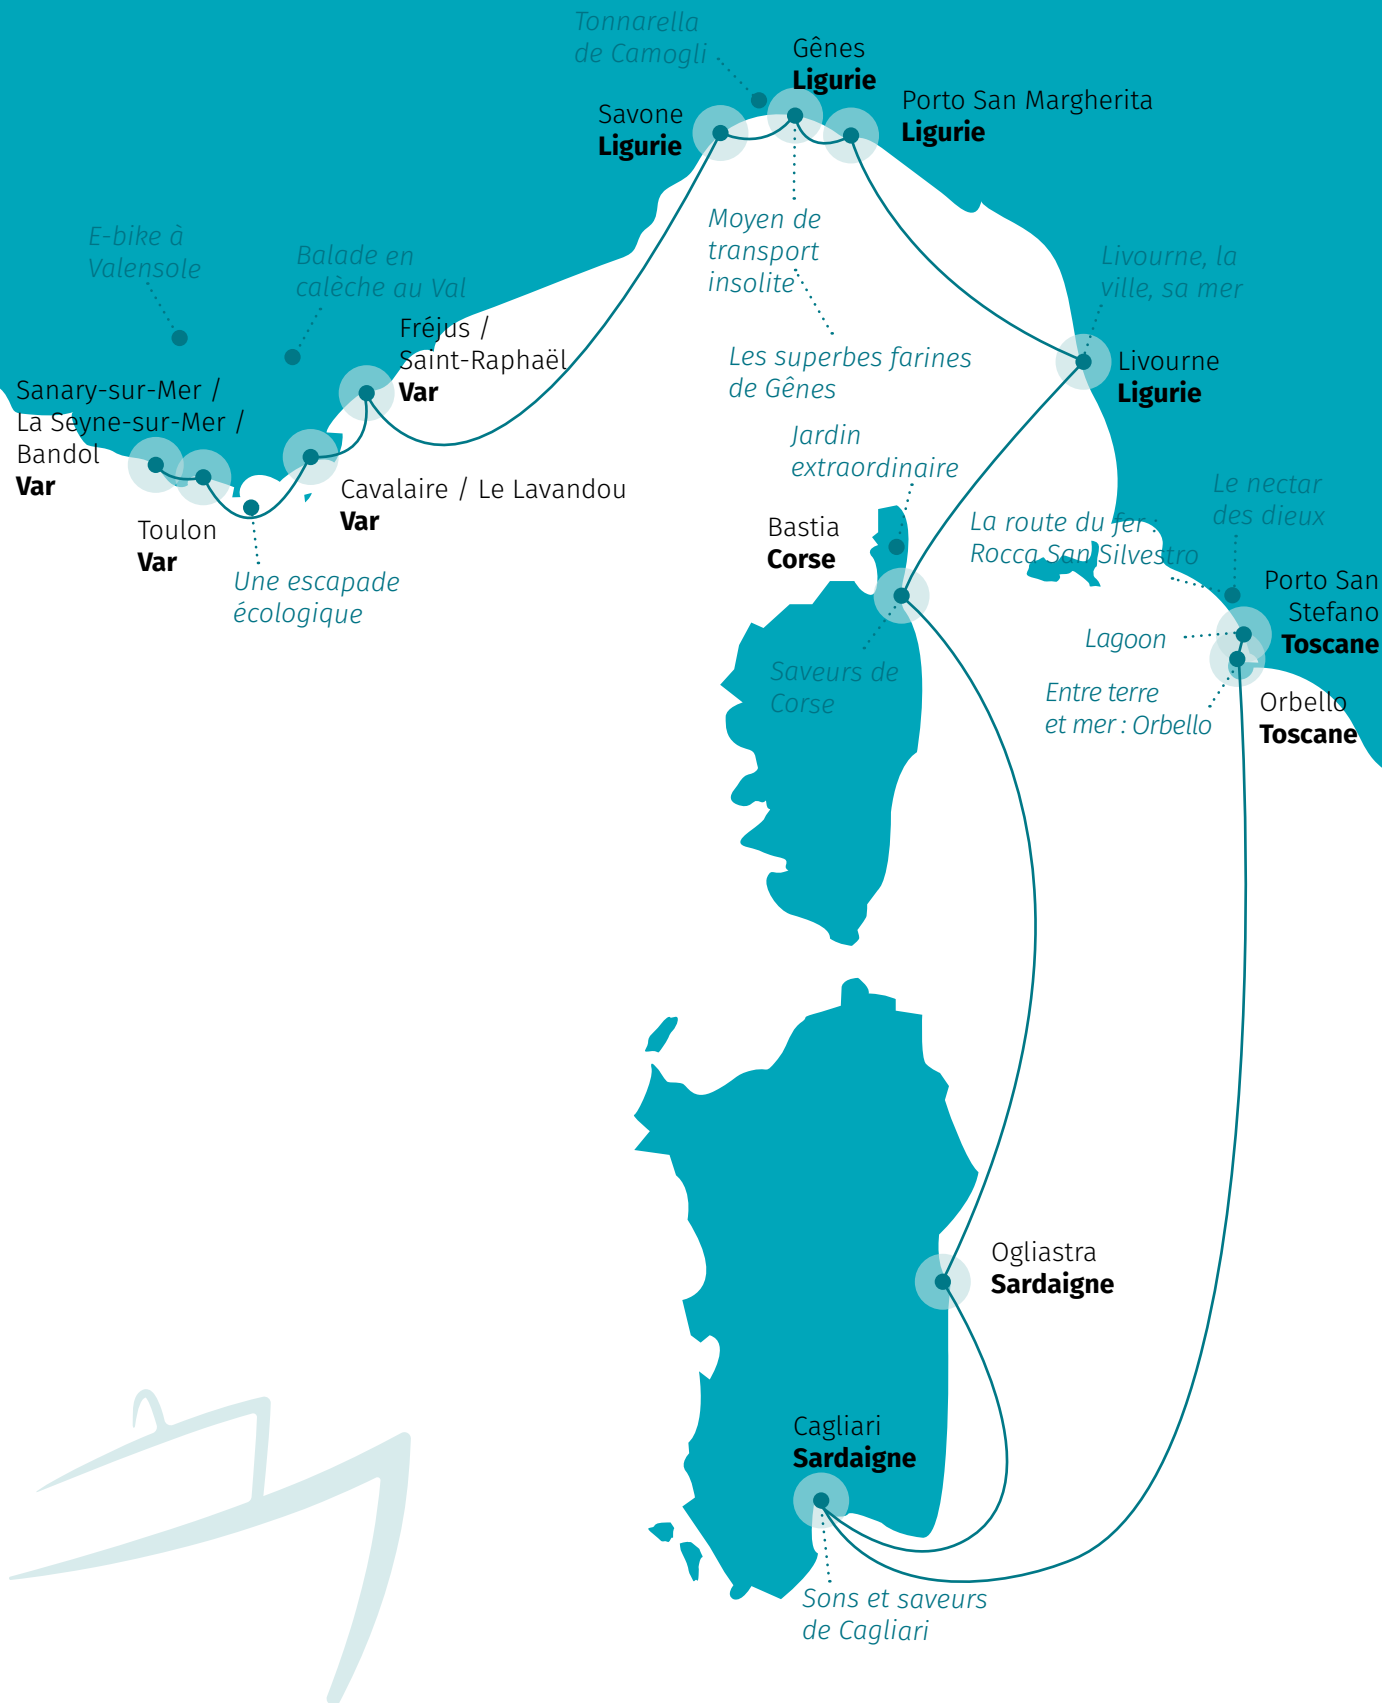 Tonnarella
de Camogli
Gênes
Ligurie
Savone
Ligurie
Porto San Margherita
Ligurie
E-bike à
Valensole
Balade en
calèche au Val
Moyen de
transport
insolite
Livourne, la
ville, sa mer
Fréjus /
Saint-Raphaël
Var
Les superbes farines
de Gênes
Livourne
Ligurie
Sanary-sur-Mer /
La Seyne-sur-Mer /
Bandol
Var
Jardin
extraordinaire
Cavalaire / Le Lavandou
Var
Le nectar
des dieux
Toulon
Var
Bastia
Corse
La route du fer :
Rocca San Silvestro
Une escapade
écologique
Porto San
Stefano
Toscane
Lagoon
Saveurs de
Corse
Entre terre
et mer : Orbello
Orbello
Toscane
Ogliastra
Sardaigne
Cagliari
Sardaigne
Sons et saveurs
de Cagliari